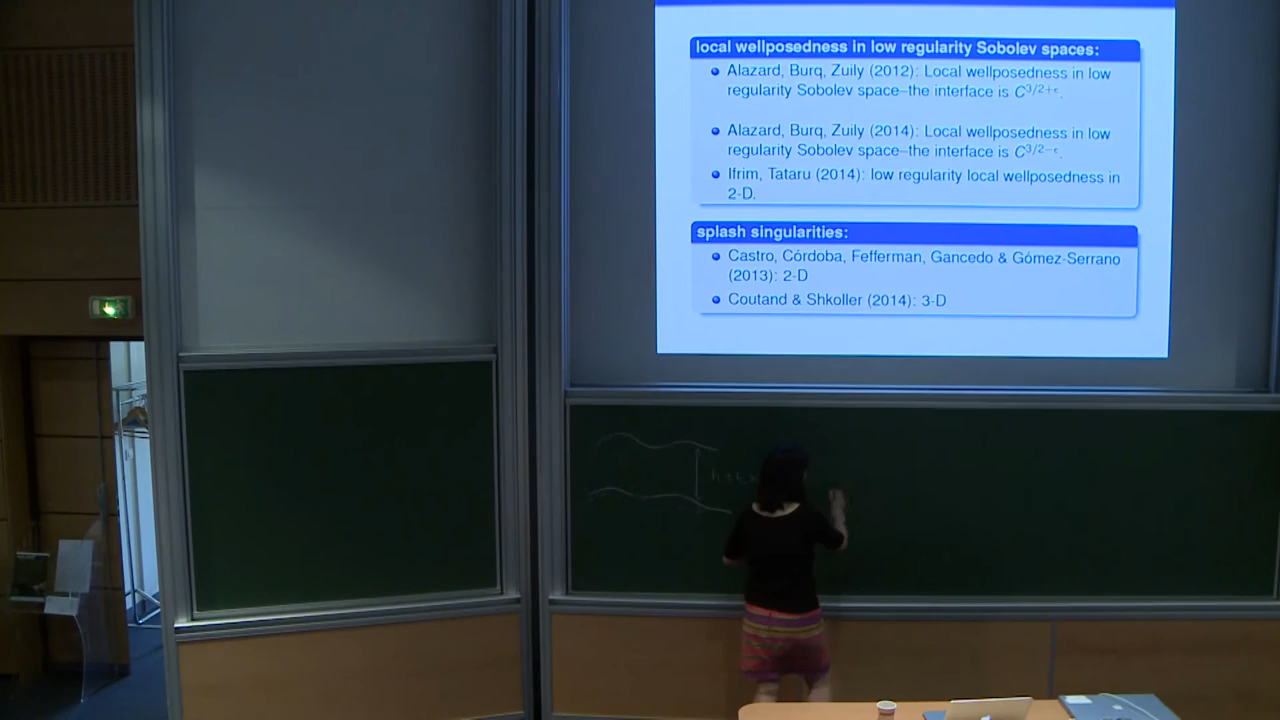 local wellposedness in low regularity Sobolev spaces:
Alazard, Burq, Zuily (2012): Local wellposedness in low
regularity Sobolev space–the interface is C^{3/2+ε}.
Alazard, Burq, Zuily (2014): Local wellposedness in low
regularity Sobolev space–the interface is C^{3/2−ε}.
Ifrim, Tataru (2014): low regularity local wellposedness in
2-D.
splash singularities:
Castro, Córdoba, Fefferman, Gancedo & Gómez-Serrano
(2013): 2-D
Coutand & Shkoller (2014): 3-D